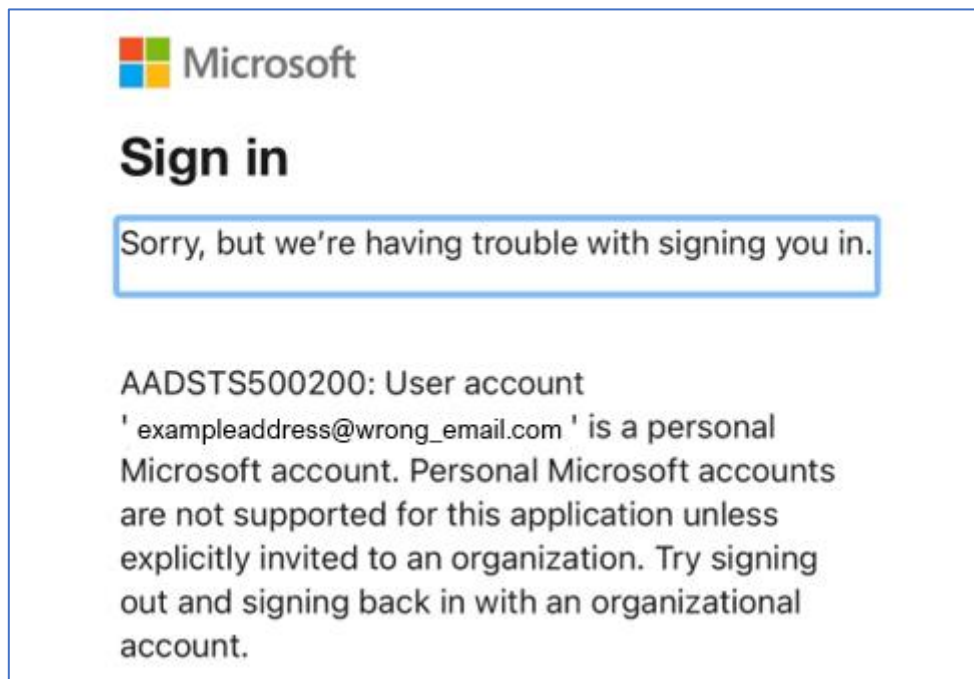 Microsoft
Sign in
Sorry, but we're having trouble with signing you in.
AADSTS500200: User account
' exampleaddress@wrong_email.com ' is a personal
Microsoft account. Personal Microsoft accounts
are not supported for this application unless
explicitly invited to an organization. Try signing
out and signing back in with an organizational
account.